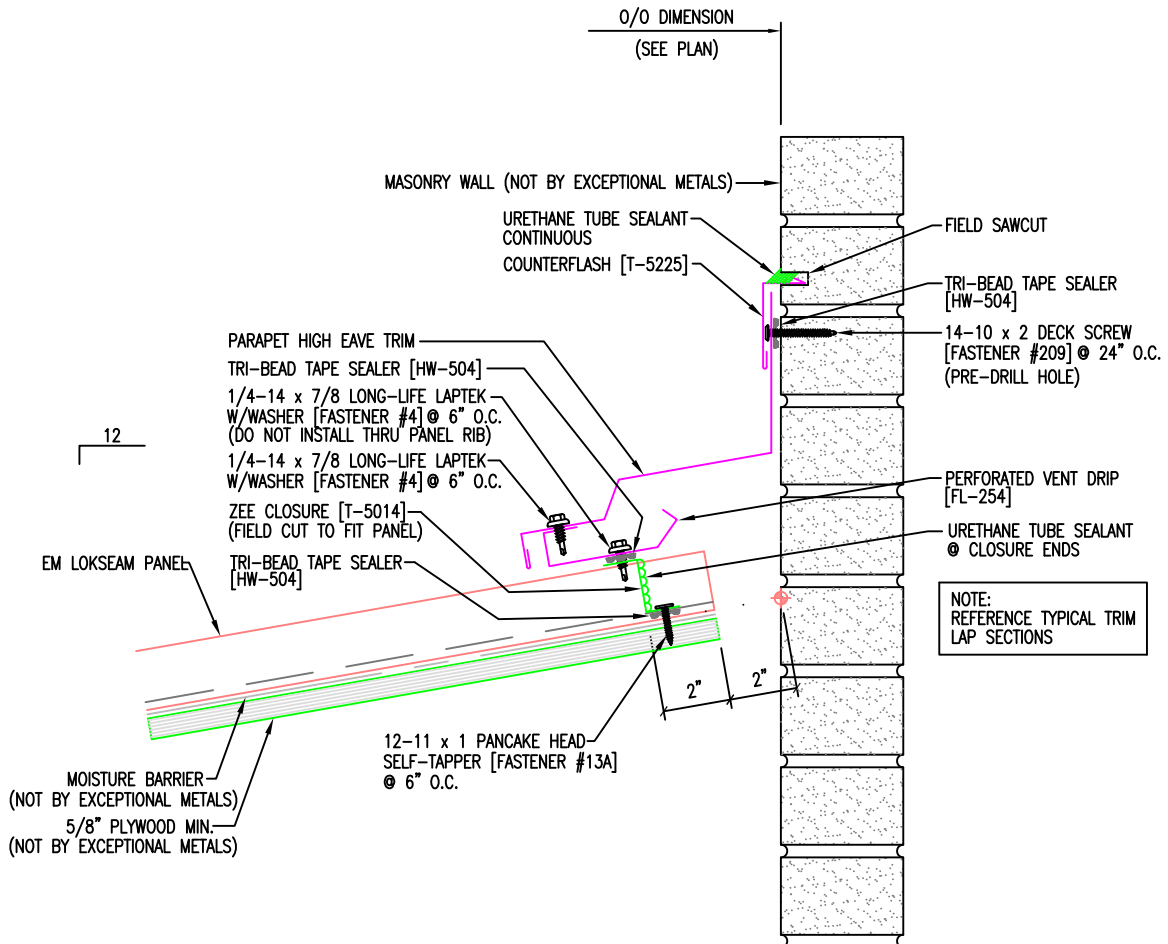 O/O DIMENSION
(SEE PLAN)
MASONRY WALL (NOT BY EXCEPTIONAL METALS)
URETHANE TUBE SEALANT
CONTINUOUS
COUNTERFLASH [T-5225]
FIELD SAWCUT
TRI-BEAD TAPE SEALER
[HW-504]
14-10 x 2 DECK SCREW
[FASTENER #209] @ 24" O.C.
(PRE-DRILL HOLE)
PARAPET HIGH EAVE TRIM
TRI-BEAD TAPE SEALER [HW-504]
1/4-14 x 7/8 LONG-LIFE LAPTEK
W/WASHER [FASTENER #4] @ 6" O.C.
(DO NOT INSTALL THRU PANEL RIB)
1/4-14 x 7/8 LONG-LIFE LAPTEK
W/WASHER [FASTENER #4] @ 6" O.C.
ZEE CLOSURE [T-5014]
(FIELD CUT TO FIT PANEL)
TRI-BEAD TAPE SEALER
[HW-504]
12
EM LOKSEAM PANEL
PERFORATED VENT DRIP
[FL-254]
URETHANE TUBE SEALANT
@ CLOSURE ENDS
NOTE:
REFERENCE TYPICAL TRIM
LAP SECTIONS
2"
2"
12-11 x 1 PANCAKE HEAD
SELF-TAPPER [FASTENER #13A]
@ 6" O.C.
MOISTURE BARRIER
(NOT BY EXCEPTIONAL METALS)
5/8" PLYWOOD MIN.
(NOT BY EXCEPTIONAL METALS)